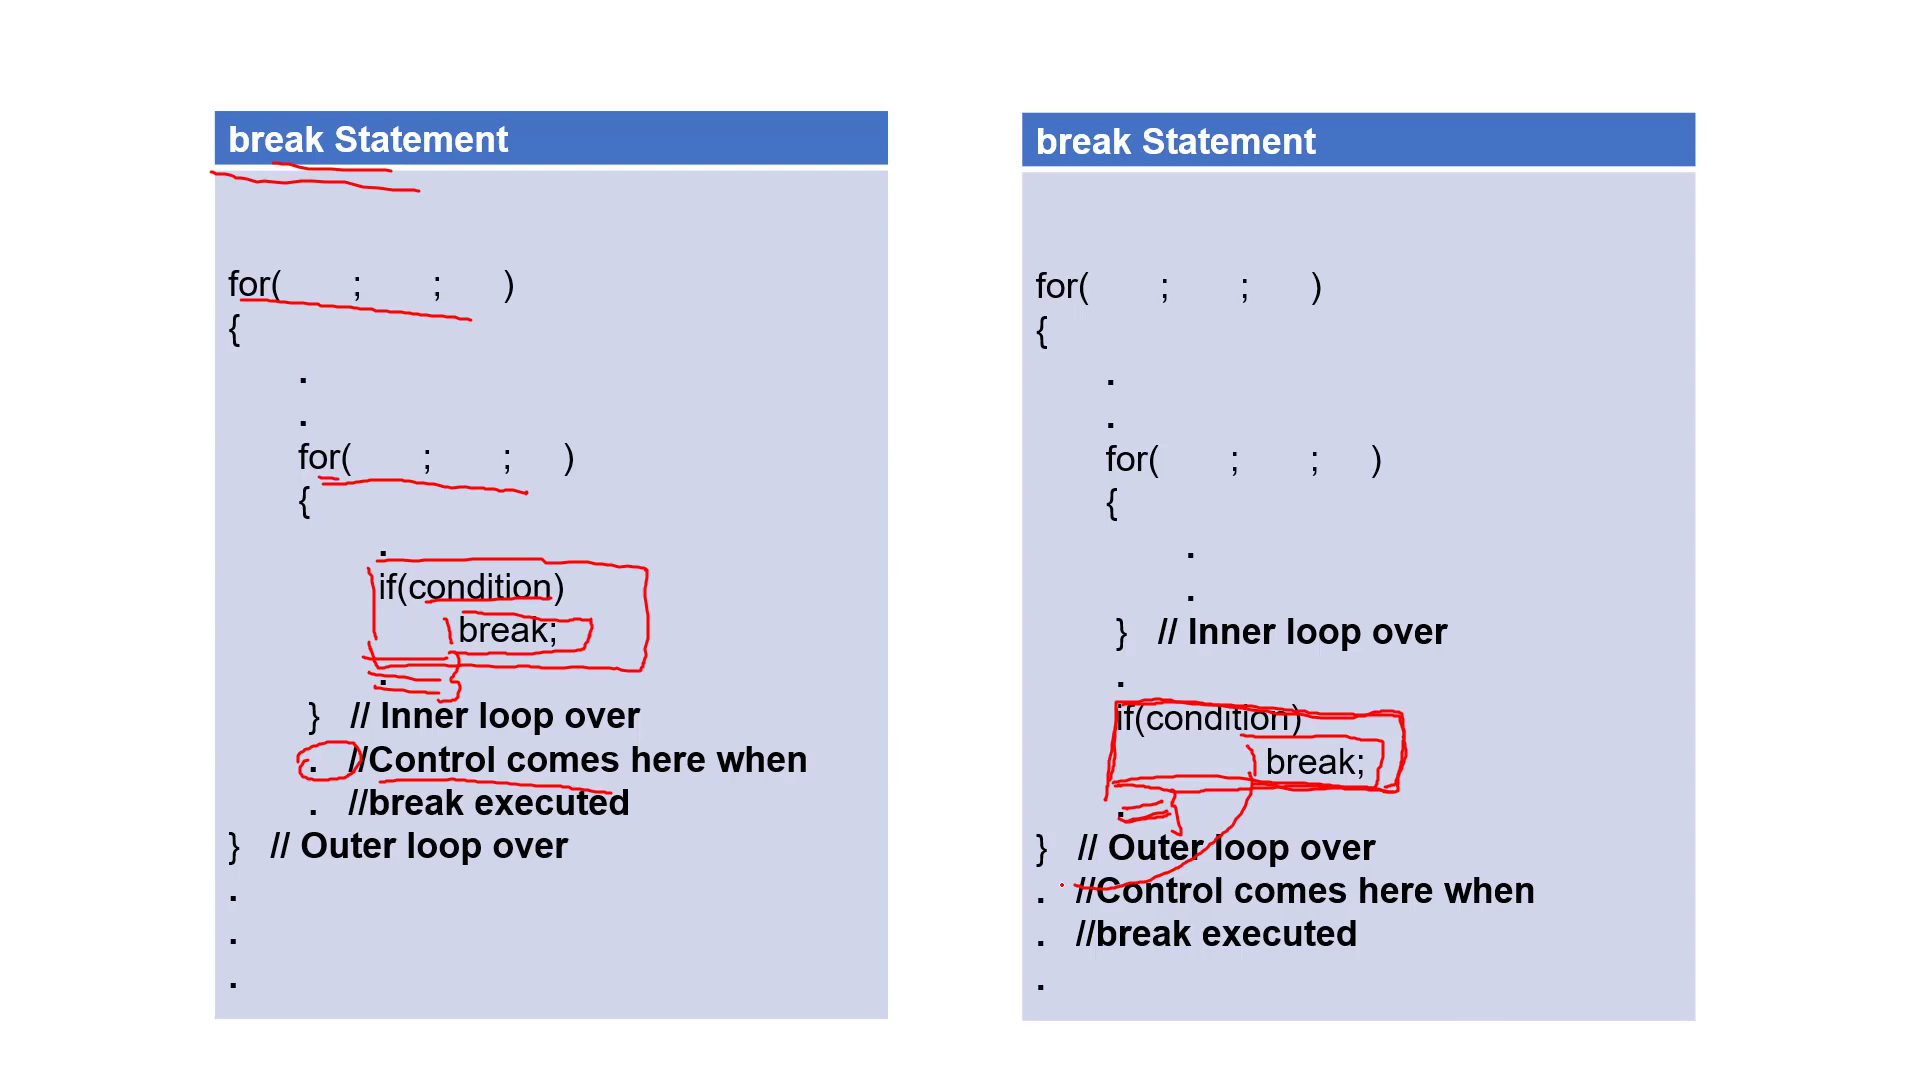 break Statement
for( ; ; )
{
.
.
for( ; ; )
{
.
if(condition)
break;
.
} // Inner loop over
. //Control comes here when
. //break executed
} // Outer loop over
.
.
.
break Statement
for( ; ; )
{
.
.
for( ; ; )
{
.
.
} // Inner loop over
.
if(condition)
break;
.
} // Outer loop over
. //Control comes here when
. //break executed
.